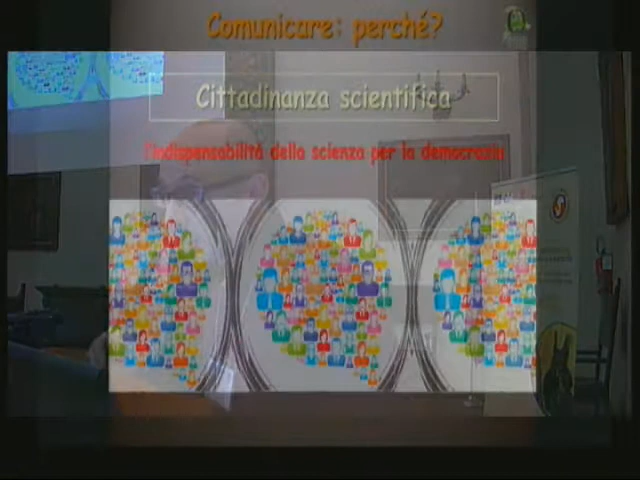 Comunicare: perché?
Cittadinanza scientifica
l'indispensabilità della scienza per la democrazia